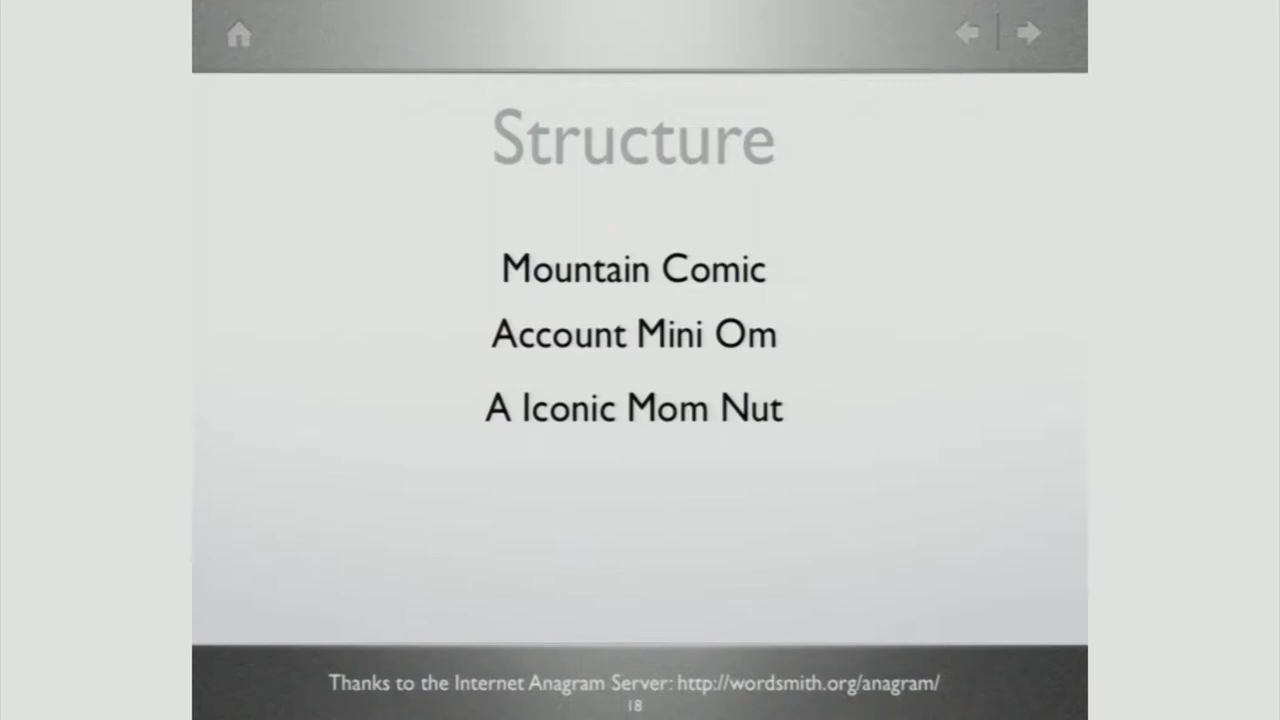 Structure
Mountain Comic
Account Mini Om
A Iconic Mom Nut
Thanks to the Internet Anagram Server: http://wordsmith.org/anagram/
18